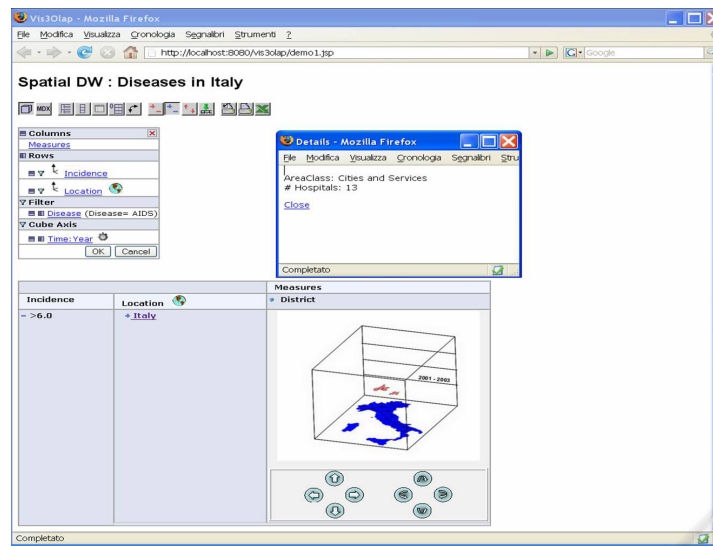 Vis3Olap - Mozilla Firefox
File Modifica Visualizza Cronologia Segnalibri Strumenti ?
http://localhost:8080/vis3olap/demo1.jsp
G Google
Spatial DW : Diseases in Italy
MDX
Columns
Measures
Rows
Incidence
Location
Filter
Disease (Disease= AIDS)
Cube Axis
Time:Year
OK Cancel
Details - Mozilla Firefox
File Modifica Visualizza Cronologia Segnalibri Stru
AreaClass: Cities and Services
# Hospitals: 13
Close
Completato
Measures
Incidence Location District
>6.0 Italy
2001 - 2003
Completato